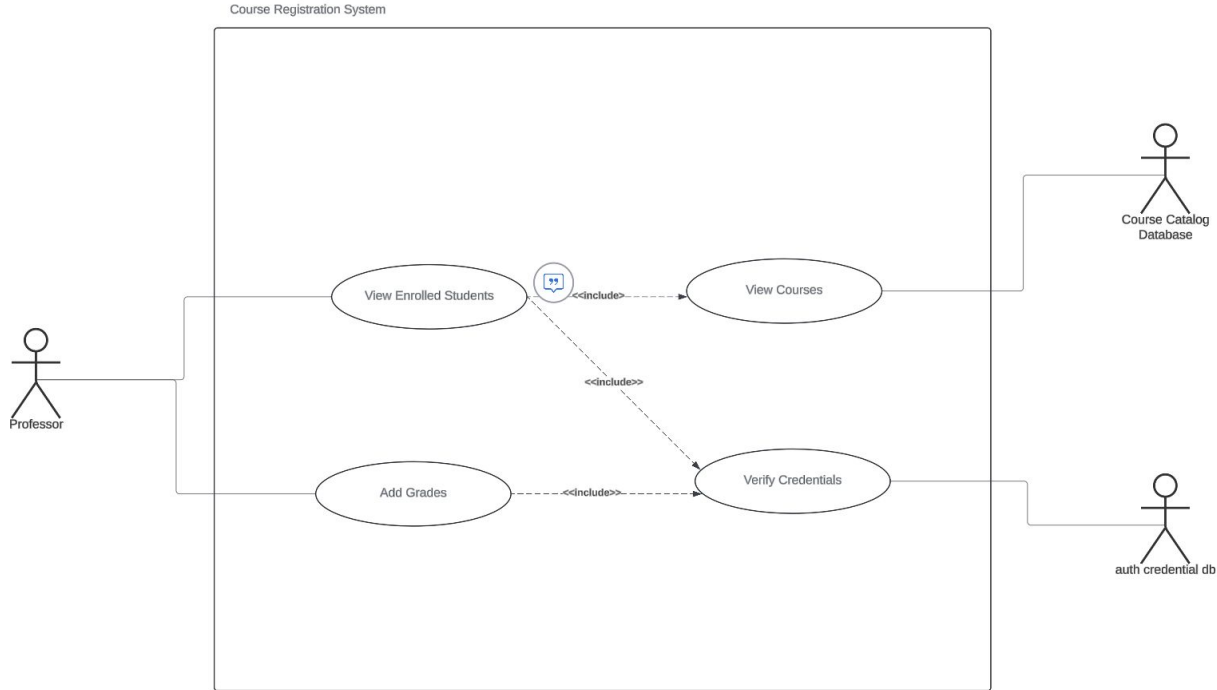 Course Registration System
Course Catalog
Database
View Enrolled Students
<<include>
View Courses
<<include>>
Professor
Add Grades
<<include>>
Verify Credentials
auth credential db